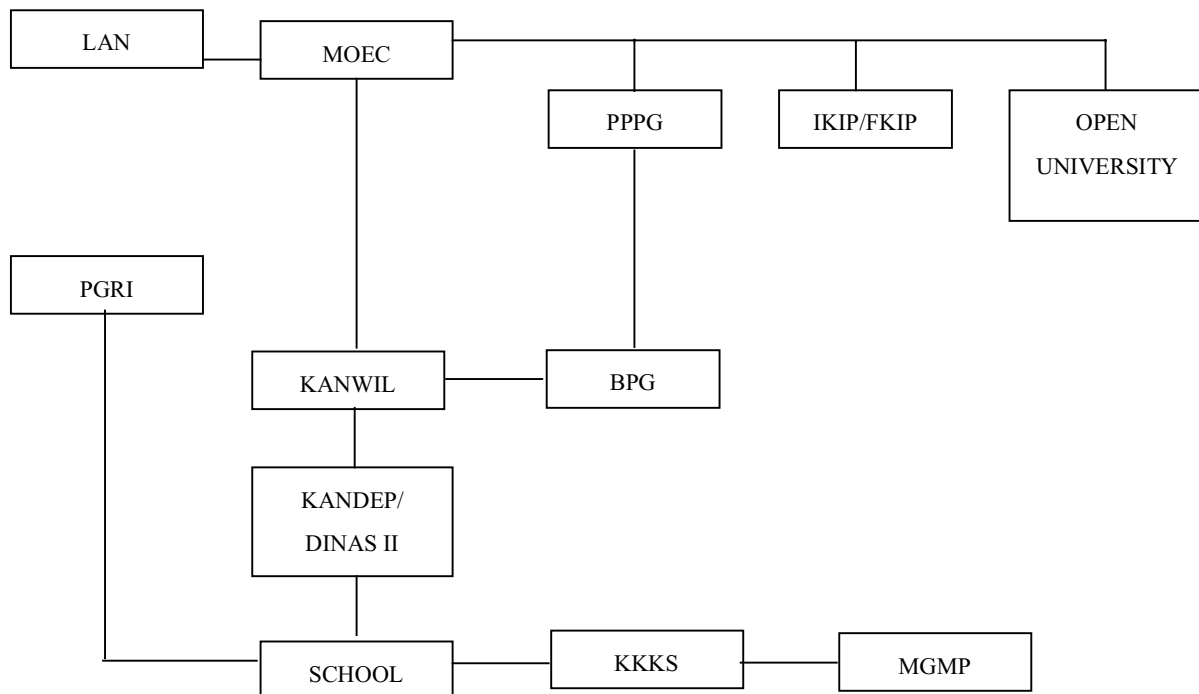 LAN
MOEC
PPPG
IKIP/FKIP
OPEN
UNIVERSITY
PGRI
KANWIL
BPG
KANDEP/
DINAS II
SCHOOL
KKKS
MGMP